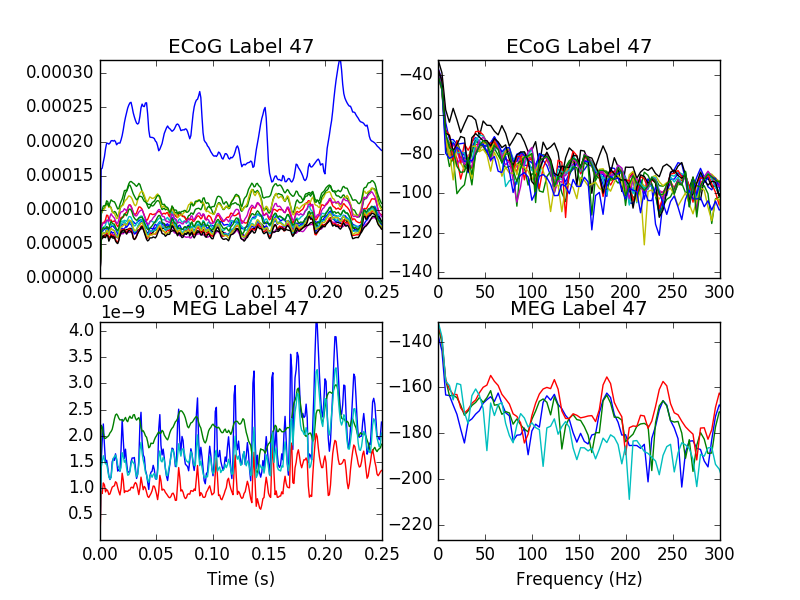 ECoG Label 47
0.00030
0.00025
0.00020
0.00015
0.00010
0.00005
0.00000
0.00 0.05 0.10 0.15 0.20 0.25
ECoG Label 47
−40
−60
−80
−100
−120
−140
0 50 100 150 200 250 300
MEG Label 47
1e−9
4.0
3.5
3.0
2.5
2.0
1.5
1.0
0.00 0.05 0.10 0.15 0.20 0.25
Time (s)
MEG Label 47
−140
−160
−180
−200
−220
0 50 100 150 200 250 300
Frequency (Hz)